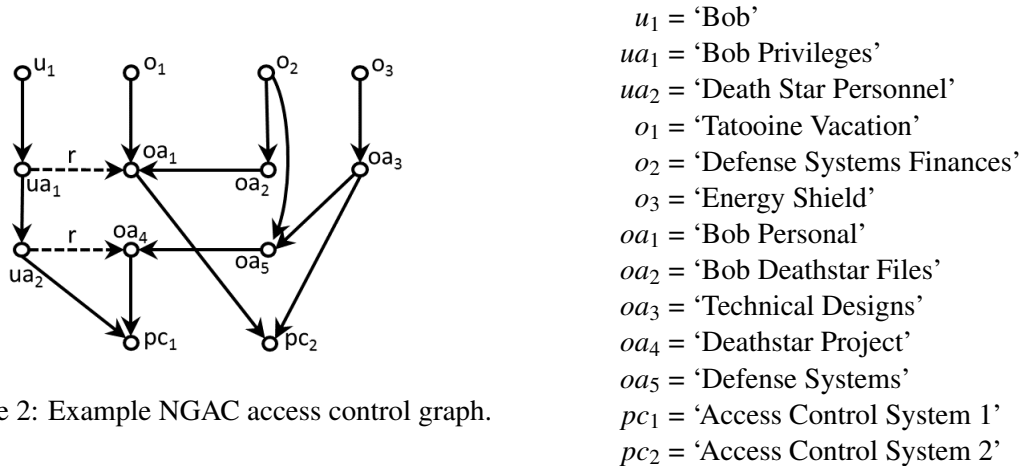 u1
o1
o2
o3
r
oa1
oa2
oa3
ua1
r
oa4
oa5
ua2
pc1
pc2
e 2: Example NGAC access control graph.
u1 = ‘Bob’
ua1 = ‘Bob Privileges’
ua2 = ‘Death Star Personnel’
o1 = ‘Tatooine Vacation’
o2 = ‘Defense Systems Finances’
o3 = ‘Energy Shield’
oa1 = ‘Bob Personal’
oa2 = ‘Bob Deathstar Files’
oa3 = ‘Technical Designs’
oa4 = ‘Deathstar Project’
oa5 = ‘Defense Systems’
pc1 = ‘Access Control System 1’
pc2 = ‘Access Control System 2’